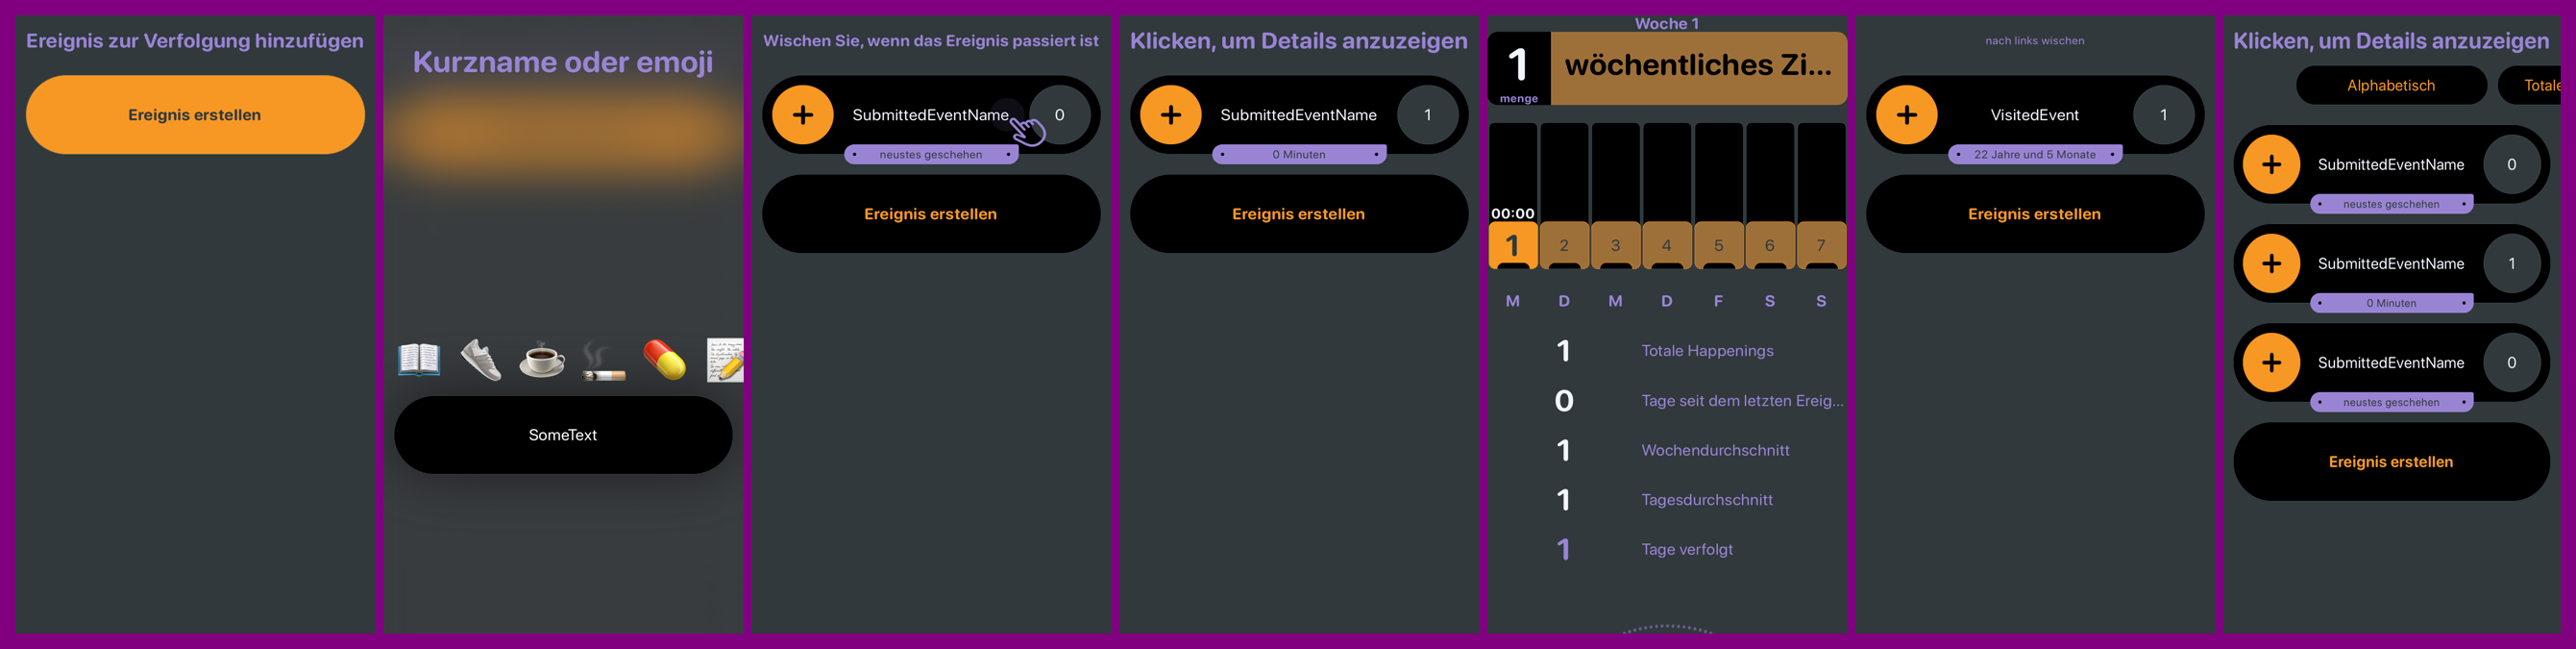 Ereignis zur Verfolgung hinzufügen
Ereignis erstellen
Kurzname oder emoji
SomeText
Wischen Sie, wenn das Ereignis passiert ist
SubmittedEventName
0
neustes geschehen
Ereignis erstellen
Klicken, um Details anzuzeigen
SubmittedEventName
1
0 Minuten
Ereignis erstellen
Woche 1
1
menge
wöchentliches Zi...
00:00
1 2 3 4 5 6 7
M D M D F S S
1 Totale Happenings
0 Tage seit dem letzten Ereig...
1 Wochendurchschnitt
1 Tagesdurchschnitt
1 Tage verfolgt
nach links wischen
VisitedEvent
1
22 Jahre und 5 Monate
Ereignis erstellen
Klicken, um Details anzuzeigen
Alphabetisch
Totale
SubmittedEventName
0
neustes geschehen
SubmittedEventName
1
0 Minuten
SubmittedEventName
0
neustes geschehen
Ereignis erstellen